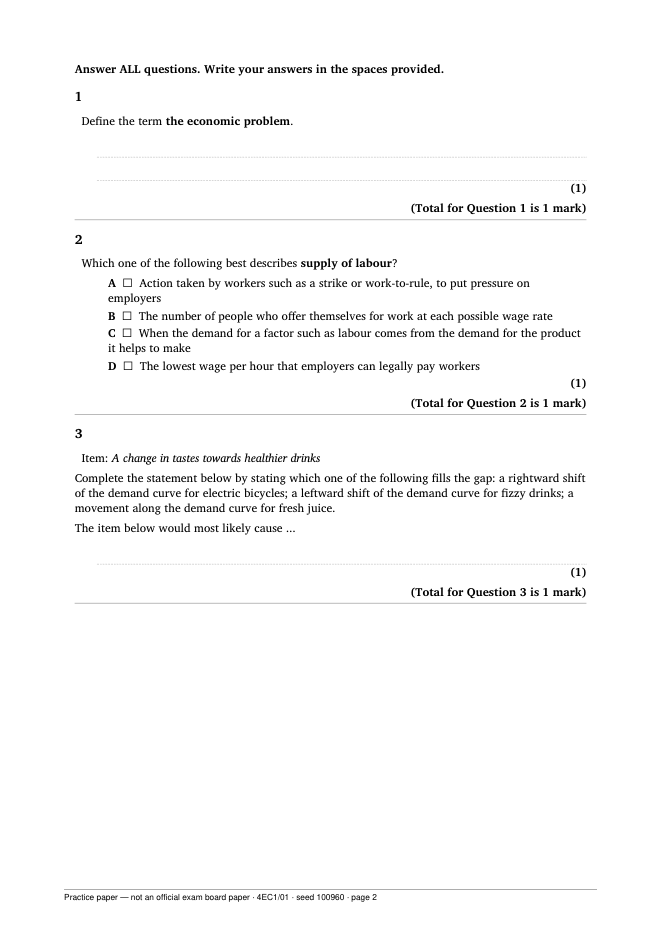 Answer ALL questions. Write your answers in the spaces provided.
1
Define the term the economic problem.
(1)
(Total for Question 1 is 1 mark)
2
Which one of the following best describes supply of labour?
A ☐ Action taken by workers such as a strike or work-to-rule, to put pressure on
employers
B ☐ The number of people who offer themselves for work at each possible wage rate
C ☐ When the demand for a factor such as labour comes from the demand for the product
it helps to make
D ☐ The lowest wage per hour that employers can legally pay workers
(1)
(Total for Question 2 is 1 mark)
3
Item: A change in tastes towards healthier drinks
Complete the statement below by stating which one of the following fills the gap: a rightward shift
of the demand curve for electric bicycles; a leftward shift of the demand curve for fizzy drinks; a
movement along the demand curve for fresh juice.
The item below would most likely cause ...
(1)
(Total for Question 3 is 1 mark)
Practice paper — not an official exam board paper · 4EC1/01 · seed 100960 · page 2